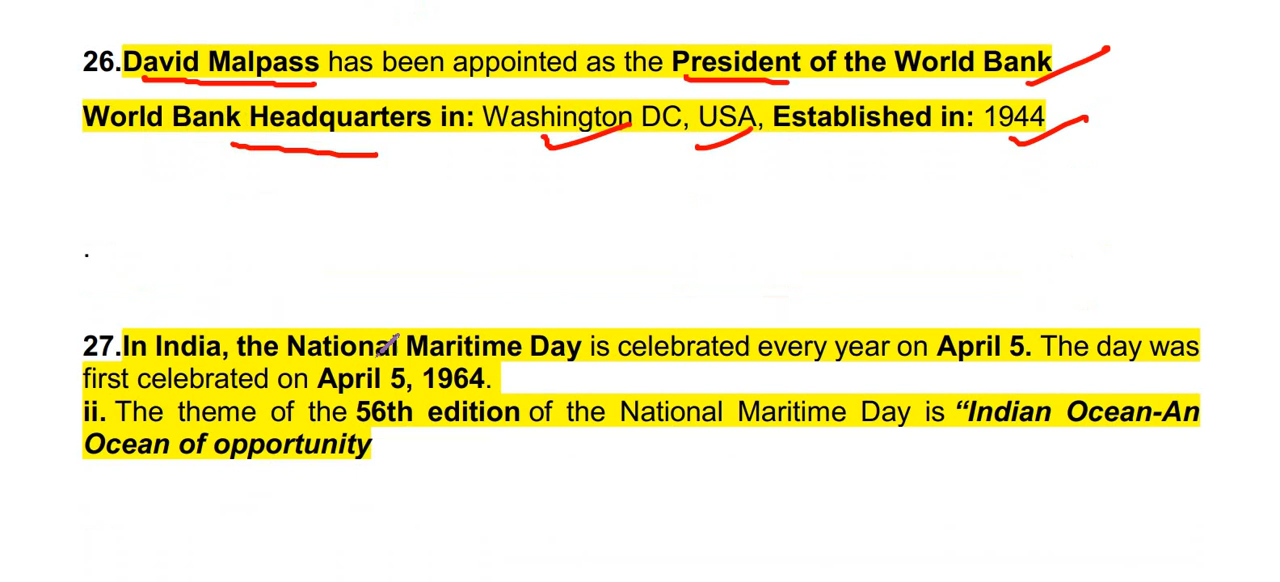 26.David Malpass has been appointed as the President of the World Bank
World Bank Headquarters in: Washington DC, USA, Established in: 1944
.
27.In India, the National Maritime Day is celebrated every year on April 5. The day was
first celebrated on April 5, 1964.
ii. The theme of the 56th edition of the National Maritime Day is “Indian Ocean-An
Ocean of opportunity